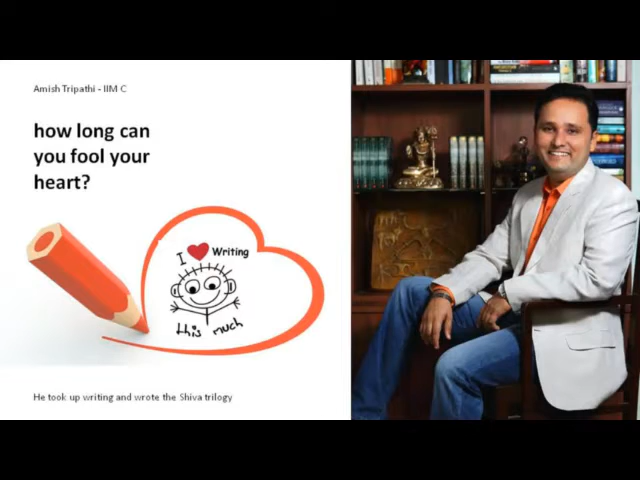 Amish Tripathi - IIM C
how long can
you fool your
heart?
I Writing
this much
He took up writing and wrote the Shiva trilogy